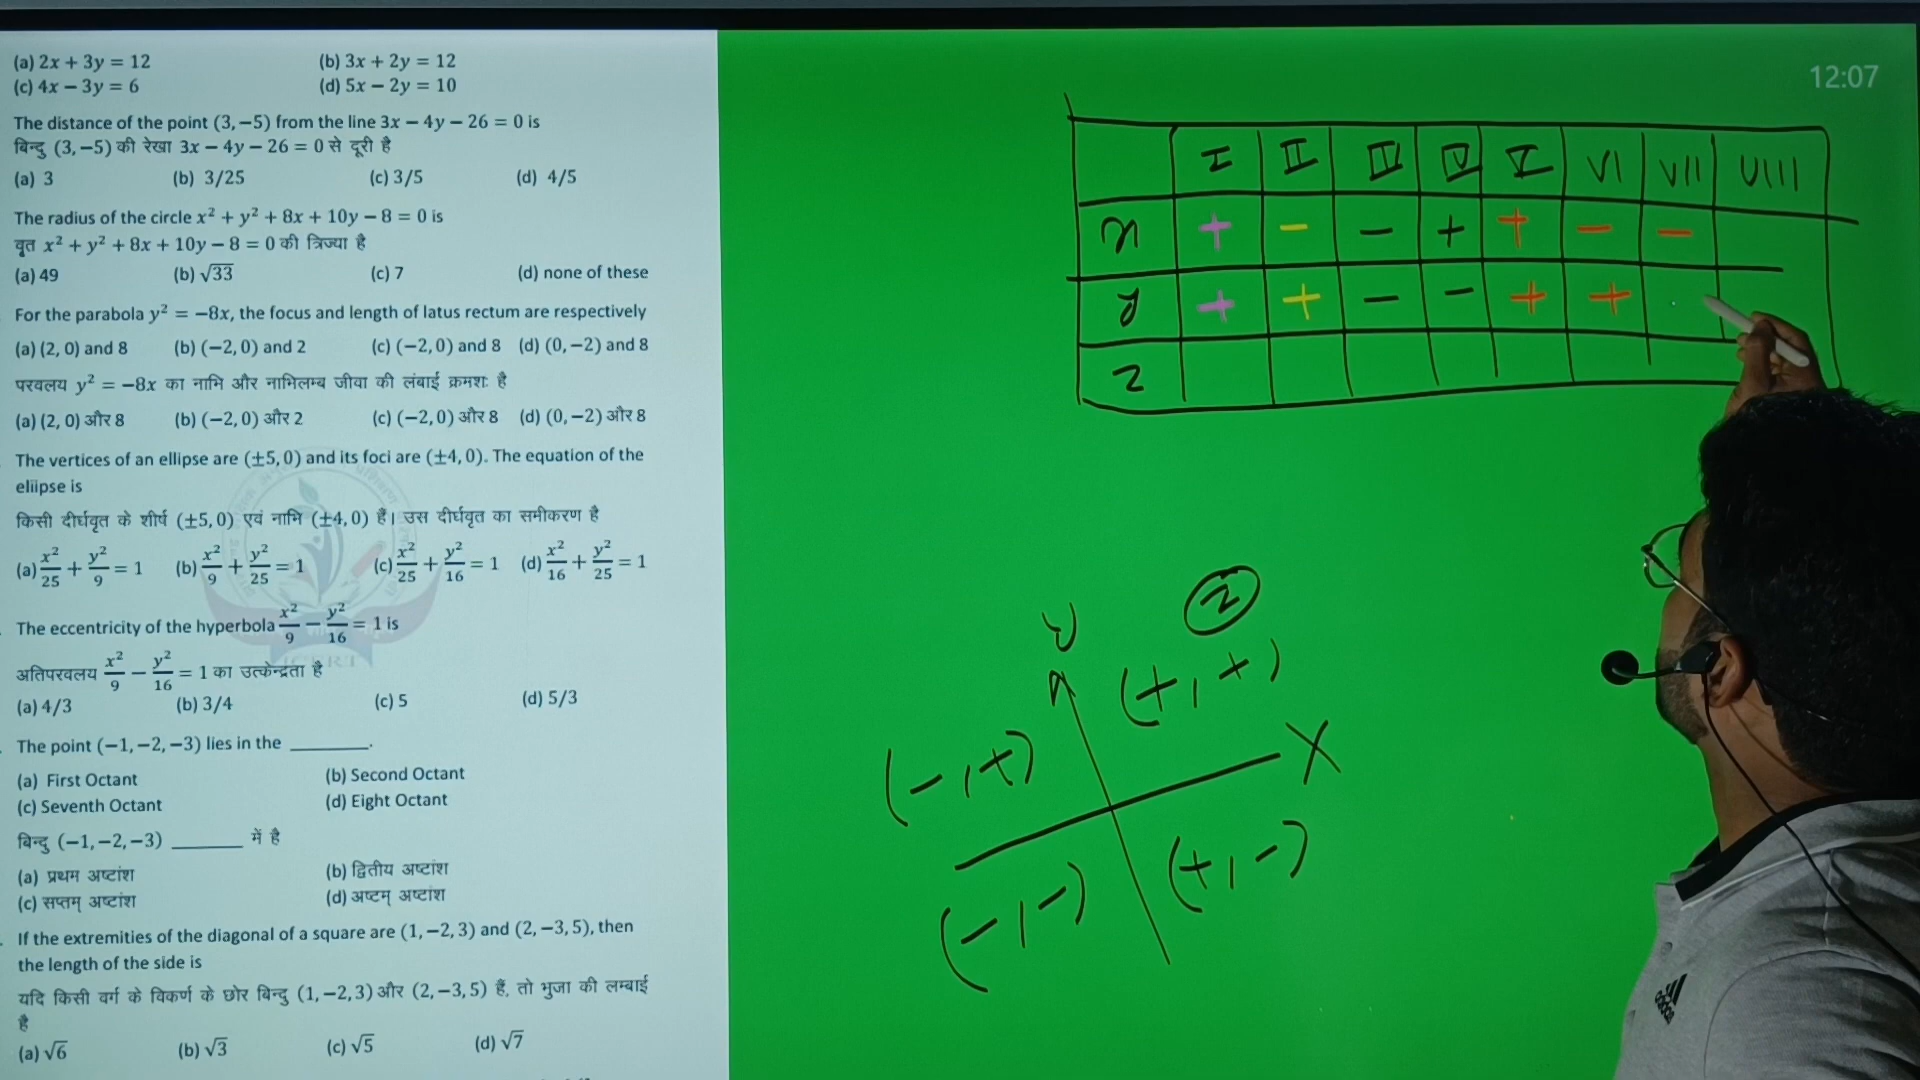 (a) 2x + 3y = 12 (b) 3x + 2y = 12
(c) 4x − 3y = 6 (d) 5x − 2y = 10
The distance of the point (3, −5) from the line 3x − 4y − 26 = 0 is
बिन्दु (3, −5) की रेखा 3x − 4y − 26 = 0 से दूरी है
(a) 3 (b) 3/25 (c) 3/5 (d) 4/5
The radius of the circle x² + y² + 8x + 10y − 8 = 0 is
वृत x² + y² + 8x + 10y − 8 = 0 की त्रिज्या है
(a) 49 (b) √33 (c) 7 (d) none of these
For the parabola y² = −8x, the focus and length of latus rectum are respectively
(a) (2, 0) and 8 (b) (−2, 0) and 2 (c) (−2, 0) and 8 (d) (0, −2) and 8
परवलय y² = −8x का नाभि और नाभिलम्ब जीवा की लंबाई क्रमशः है
(a) (2, 0) और 8 (b) (−2, 0) और 2 (c) (−2, 0) और 8 (d) (0, −2) और 8
The vertices of an ellipse are (±5, 0) and its foci are (±4, 0). The equation of the
eliipse is
किसी दीर्घवृत के शीर्ष (±5, 0) एवं नाभि (±4, 0) हैं। उस दीर्घवृत का समीकरण है
(a) x²/25 + y²/9 = 1 (b) x²/9 + y²/25 = 1 (c) x²/25 + y²/16 = 1 (d) x²/16 + y²/25 = 1
The eccentricity of the hyperbola x²/9 − y²/16 = 1 is
अतिपरवलय x²/9 − y²/16 = 1 का उत्केन्द्रता है
(a) 4/3 (b) 3/4 (c) 5 (d) 5/3
The point (−1, −2, −3) lies in the ________.
(a) First Octant (b) Second Octant
(c) Seventh Octant (d) Eight Octant
बिन्दु (−1, −2, −3) _______ में है
(a) प्रथम अष्टांश (b) द्वितीय अष्टांश
(c) सप्तम् अष्टांश (d) अष्टम् अष्टांश
If the extremities of the diagonal of a square are (1, −2, 3) and (2, −3, 5), then
the length of the side is
यदि किसी वर्ग के विकर्ण के छोर बिन्दु (1, −2, 3) और (2, −3, 5) हैं, तो भुजा की लम्बाई
है
(a) √6 (b) √3 (c) √5 (d) √7
12:07
I II III IV V VI VII VIII
x + − − + + − −
y + + − − + +
z
y 2
(+, +)
(−, +) X
(+, −)
(−, −)
adidas